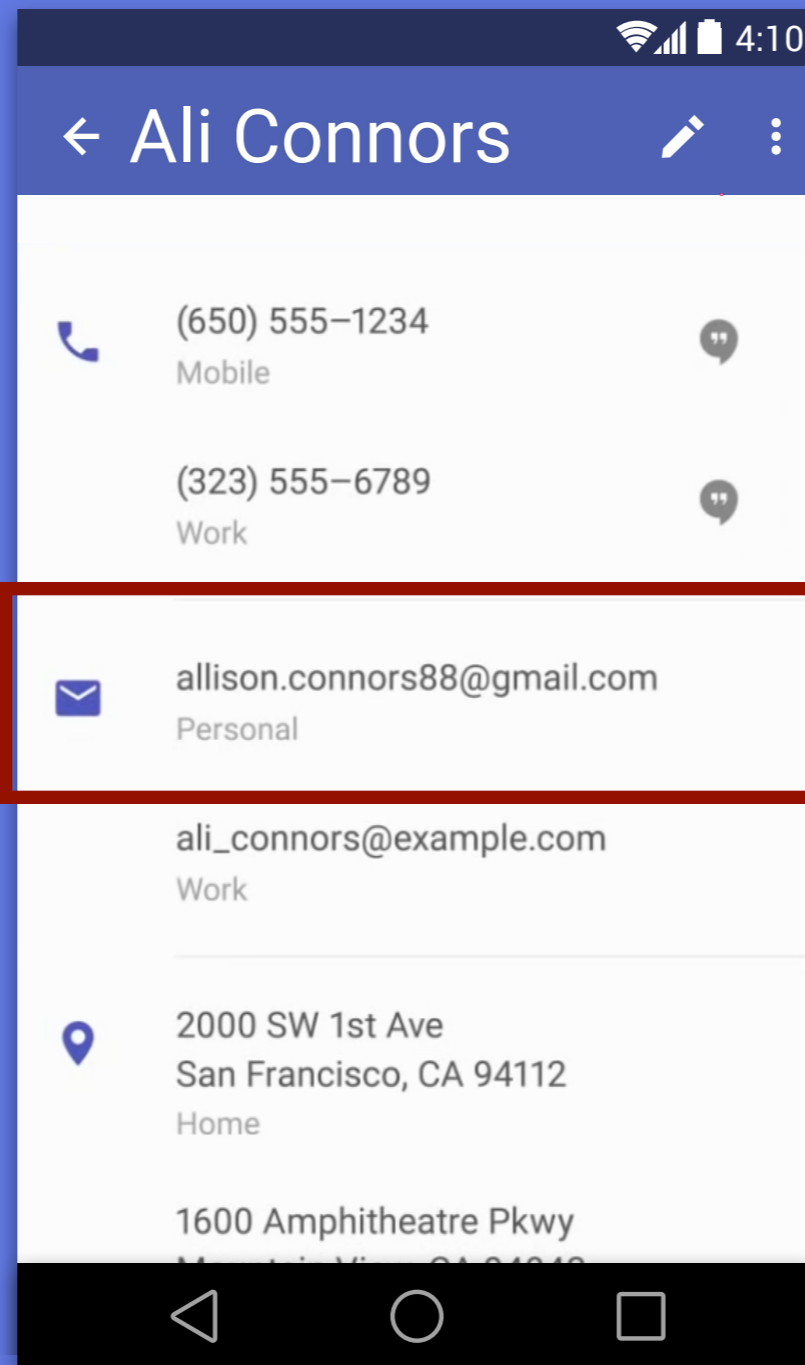 4:10
Ali Connors
(650) 555–1234
Mobile
(323) 555–6789
Work
allison.connors88@gmail.com
Personal
ali_connors@example.com
Work
2000 SW 1st Ave
San Francisco, CA 94112
Home
1600 Amphitheatre Pkwy